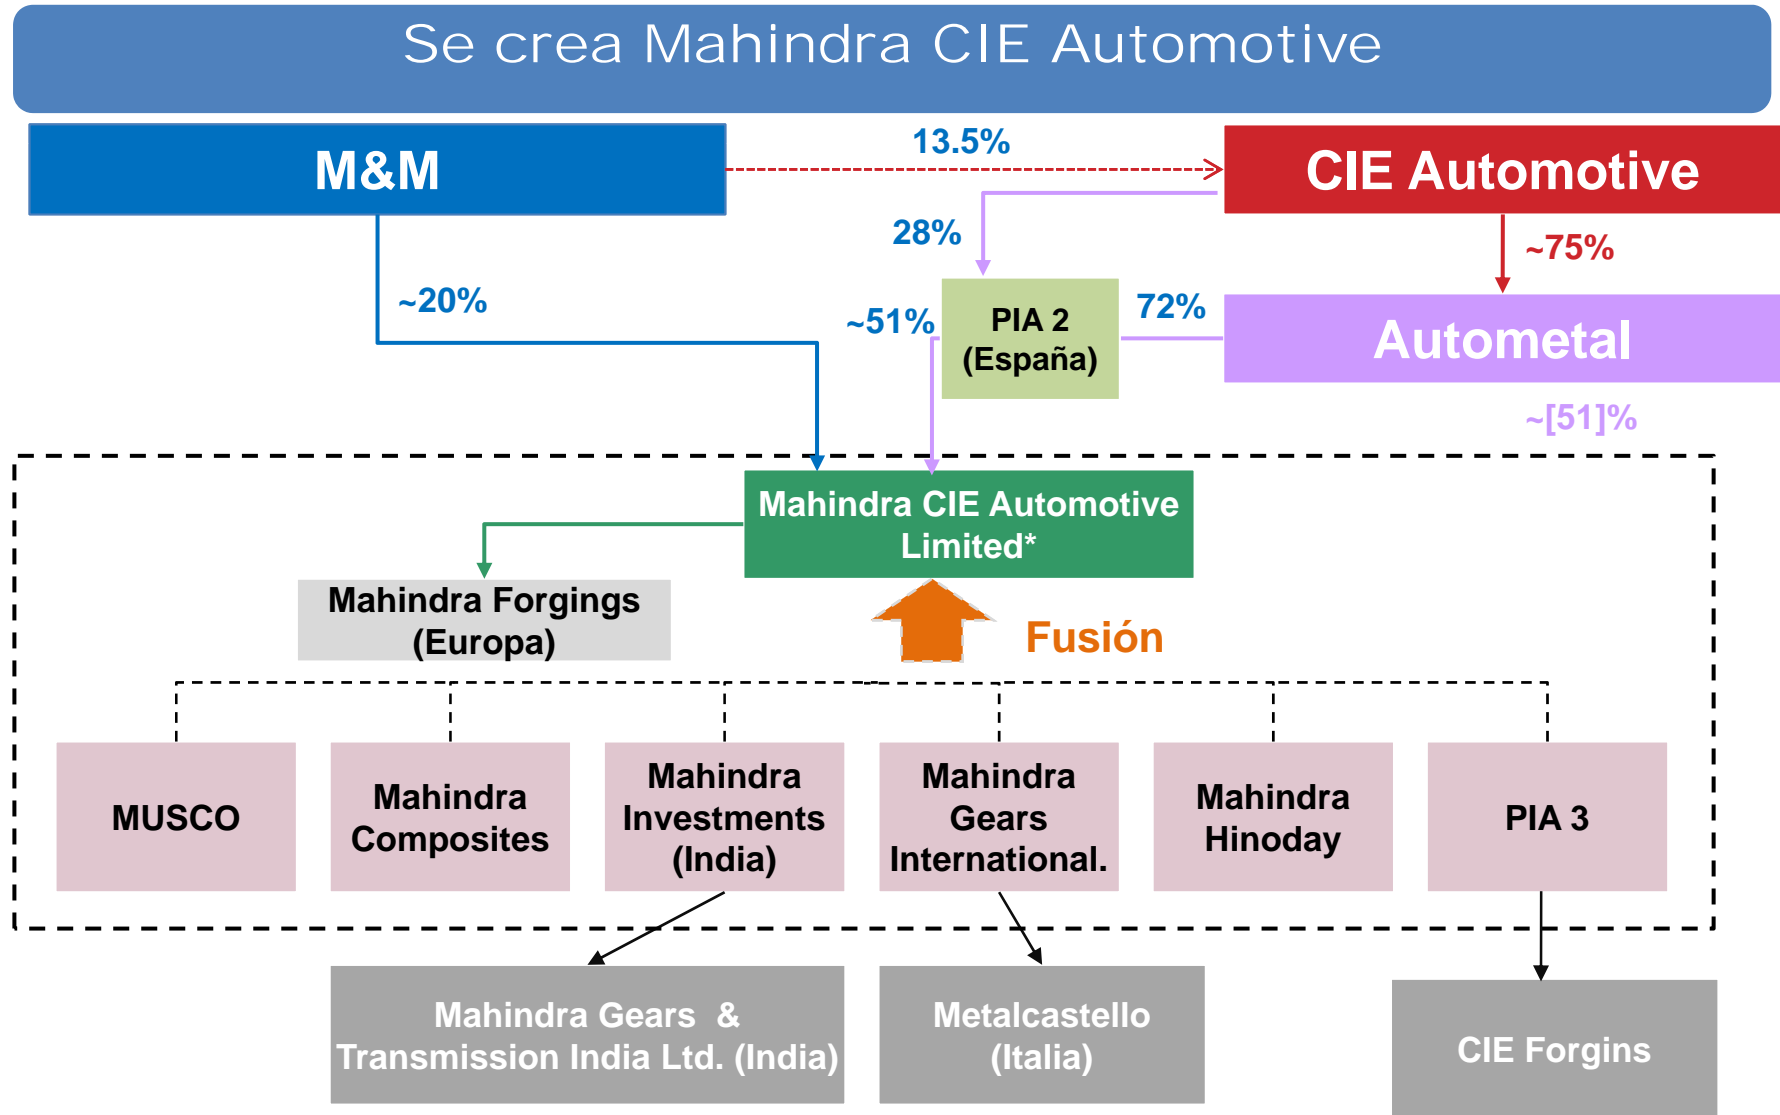 Se crea Mahindra CIE Automotive
M&M
13.5%
CIE Automotive
28%
~75%
~20%
~51%
PIA 2
(España)
72%
Autometal
~[51]%
Mahindra CIE Automotive
Limited*
Mahindra Forgings
(Europa)
Fusión
MUSCO
Mahindra
Composites
Mahindra
Investments
(India)
Mahindra
Gears
International.
Mahindra
Hinoday
PIA 3
Mahindra Gears &
Transmission India Ltd. (India)
Metalcastello
(Italia)
CIE Forgins